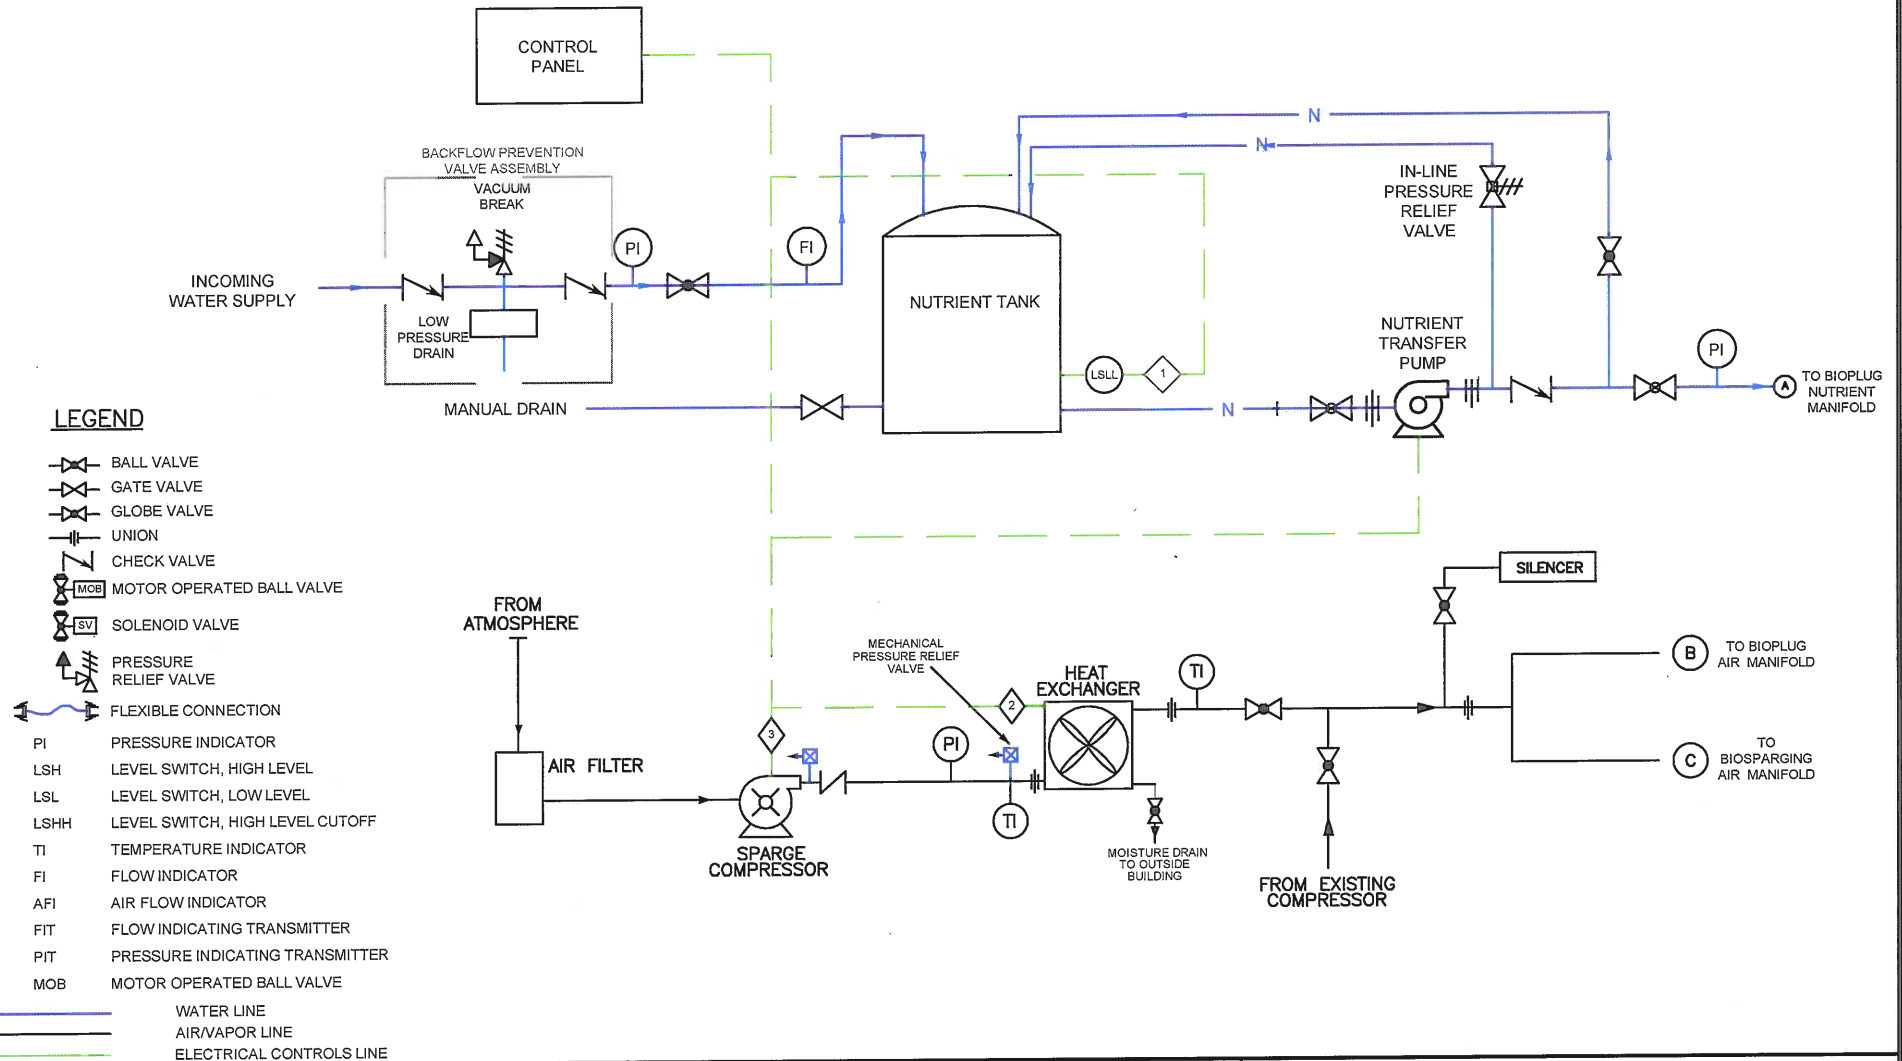 CONTROL
PANEL
BACKFLOW PREVENTION
VALVE ASSEMBLY
VACUUM
BREAK
PI
FI
INCOMING
WATER SUPPLY
LOW
PRESSURE
DRAIN
MANUAL DRAIN
NUTRIENT TANK
LSLL
1
N
N
N
IN-LINE
PRESSURE
RELIEF
VALVE
NUTRIENT
TRANSFER
PUMP
PI
A
TO BIOPLUG
NUTRIENT
MANIFOLD
LEGEND
BALL VALVE
GATE VALVE
GLOBE VALVE
UNION
CHECK VALVE
MOB
MOTOR OPERATED BALL VALVE
SV
SOLENOID VALVE
PRESSURE
RELIEF VALVE
FLEXIBLE CONNECTION
PI PRESSURE INDICATOR
LSH LEVEL SWITCH, HIGH LEVEL
LSL LEVEL SWITCH, LOW LEVEL
LSHH LEVEL SWITCH, HIGH LEVEL CUTOFF
TI TEMPERATURE INDICATOR
FI FLOW INDICATOR
AFI AIR FLOW INDICATOR
FIT FLOW INDICATING TRANSMITTER
PIT PRESSURE INDICATING TRANSMITTER
MOB MOTOR OPERATED BALL VALVE
WATER LINE
AIR/VAPOR LINE
ELECTRICAL CONTROLS LINE
FROM
ATMOSPHERE
AIR FILTER
3
SPARGE
COMPRESSOR
MECHANICAL
PRESSURE RELIEF
VALVE
PI
TI
2
HEAT
EXCHANGER
TI
MOISTURE DRAIN
TO OUTSIDE
BUILDING
FROM EXISTING
COMPRESSOR
SILENCER
B
TO BIOPLUG
AIR MANIFOLD
C
TO
BIOSPARGING
AIR MANIFOLD